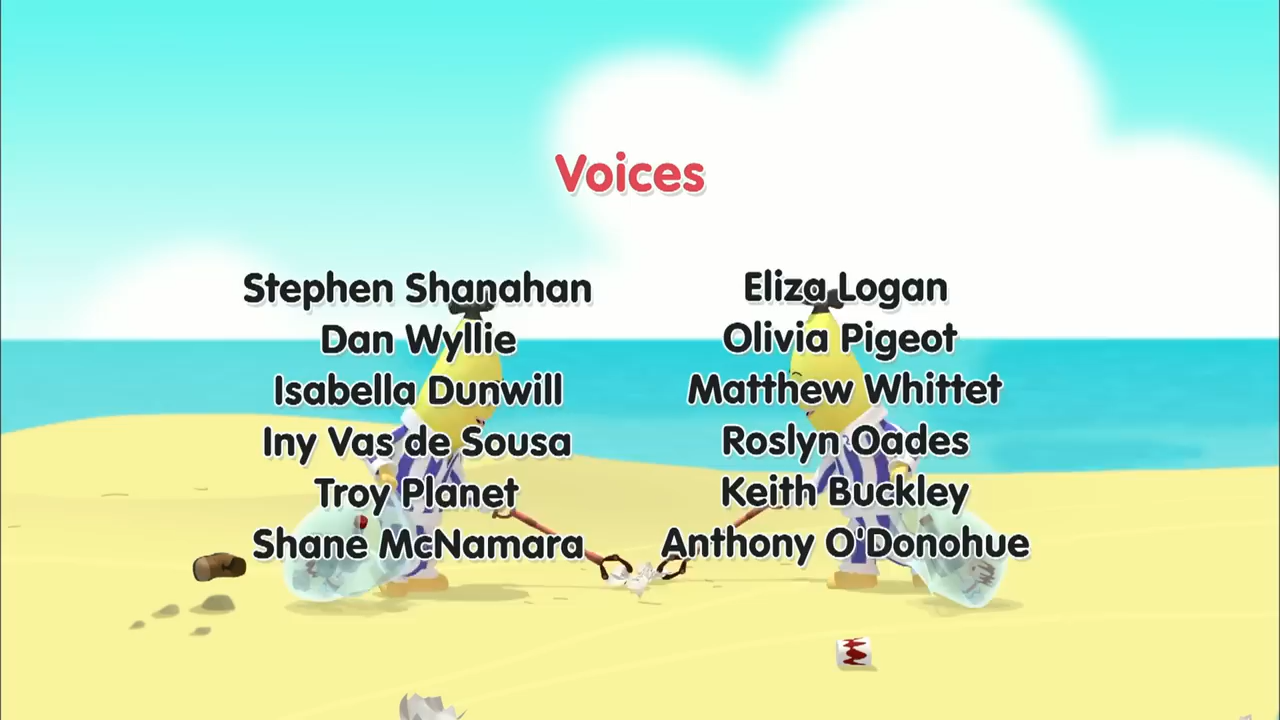 Voices
Stephen Shanahan
Dan Wyllie
Isabella Dunwill
Iny Vas de Sousa
Troy Planet
Shane McNamara
Eliza Logan
Olivia Pigeot
Matthew Whittet
Roslyn Oades
Keith Buckley
Anthony O'Donohue